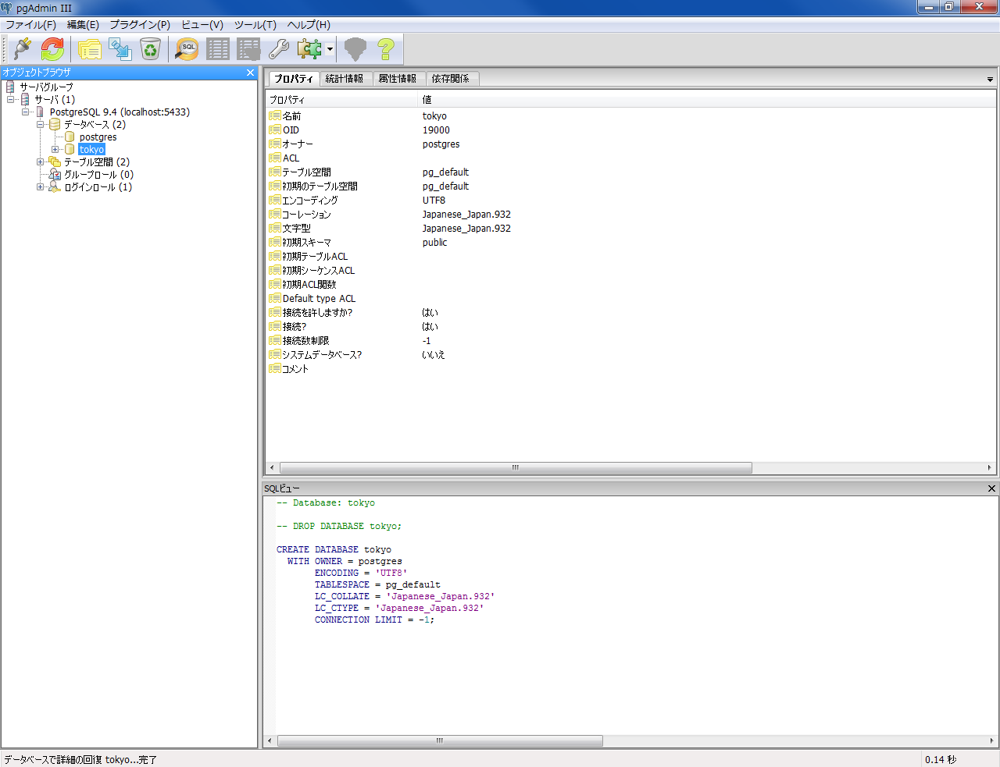 pgAdmin III
ファイル(F) 編集(E) プラグイン(P) ビュー(V) ツール(T) ヘルプ(H)
SQL
オブジェクトブラウザ
サーバグループ
サーバ (1)
PostgreSQL 9.4 (localhost:5433)
データベース (2)
postgres
tokyo
テーブル空間 (2)
グループロール (0)
ログインロール (1)
プロパティ 統計情報 属性情報 依存関係
プロパティ 値
名前 tokyo
OID 19000
オーナー postgres
ACL
テーブル空間 pg_default
初期のテーブル空間 pg_default
エンコーディング UTF8
コーレーション Japanese_Japan.932
文字型 Japanese_Japan.932
初期スキーマ public
初期テーブルACL
初期シーケンスACL
初期ACL関数
Default type ACL
接続を許しますか? はい
接続? はい
接続数制限 -1
システムデータベース? いいえ
コメント
SQLビュー
-- Database: tokyo
-- DROP DATABASE tokyo;
CREATE DATABASE tokyo
WITH OWNER = postgres
ENCODING = 'UTF8'
TABLESPACE = pg_default
LC_COLLATE = 'Japanese_Japan.932'
LC_CTYPE = 'Japanese_Japan.932'
CONNECTION LIMIT = -1;
データベースで詳細の回復 tokyo...完了 0.14 秒